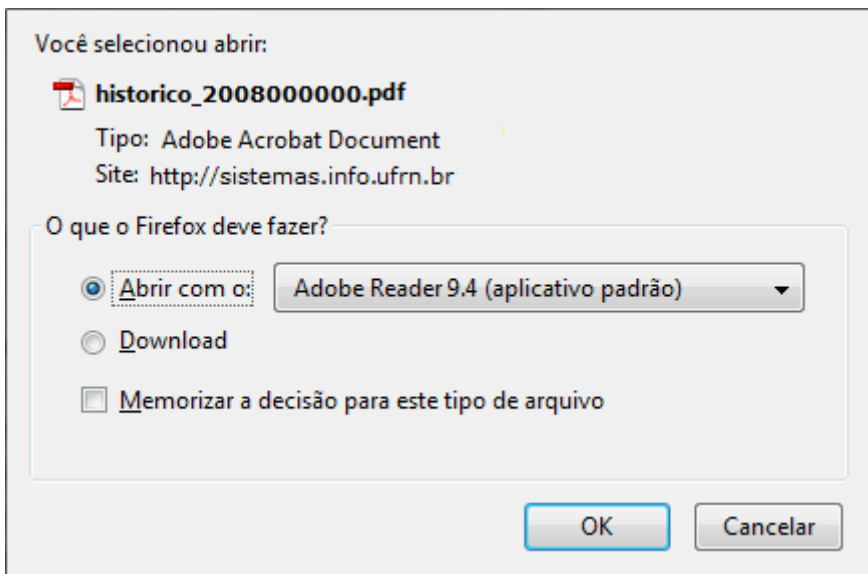 Você selecionou abrir:
historico_2008000000.pdf
Tipo: Adobe Acrobat Document
Site: http://sistemas.info.ufrn.br
O que o Firefox deve fazer?
Abrir com o: Adobe Reader 9.4 (aplicativo padrão)
Download
Memorizar a decisão para este tipo de arquivo
OK Cancelar